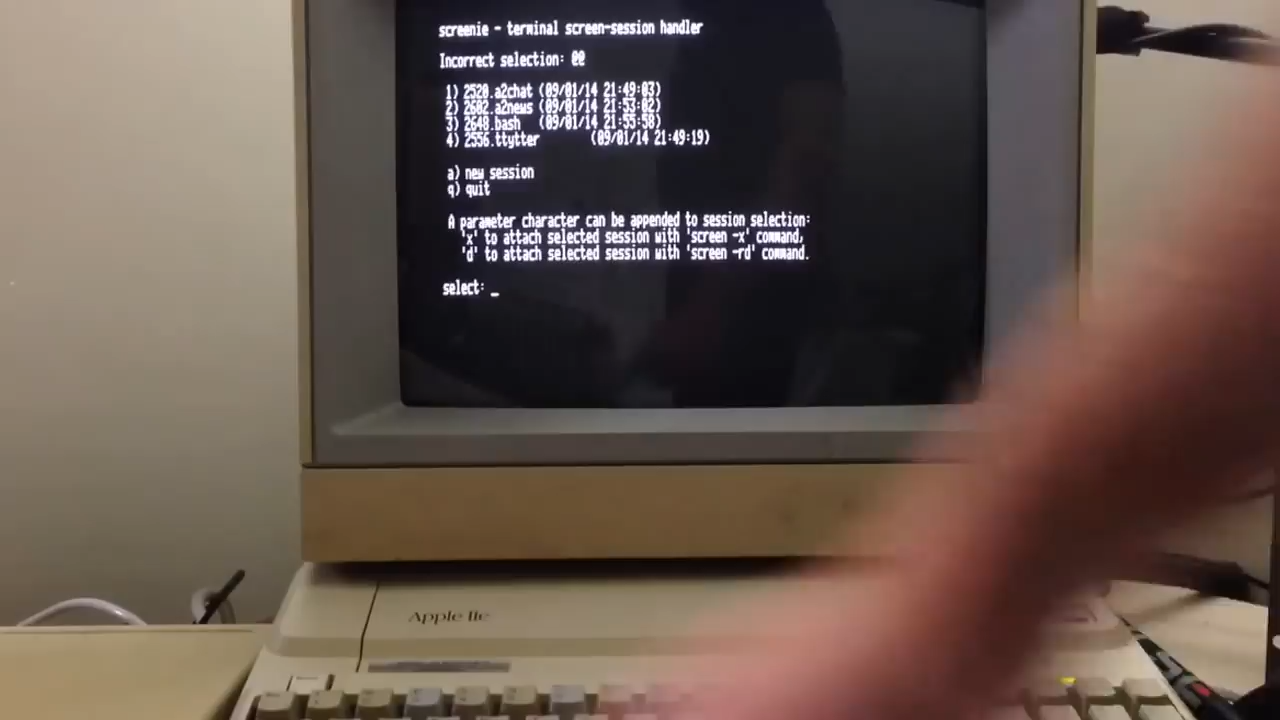 screenie - terminal screen-session handler
Incorrect selection: @@
1) 2520.a2chat (09/01/14 21:49:03)
2) 2602.a2news (09/01/14 21:53:02)
3) 2648.bash (09/01/14 21:55:58)
4) 2556.ttytter (09/01/14 21:49:19)
a) new session
q) quit
A parameter character can be appended to session selection:
'x' to attach selected session with 'screen -x' command,
'd' to attach selected session with 'screen -rd' command.
select: _
Apple IIe